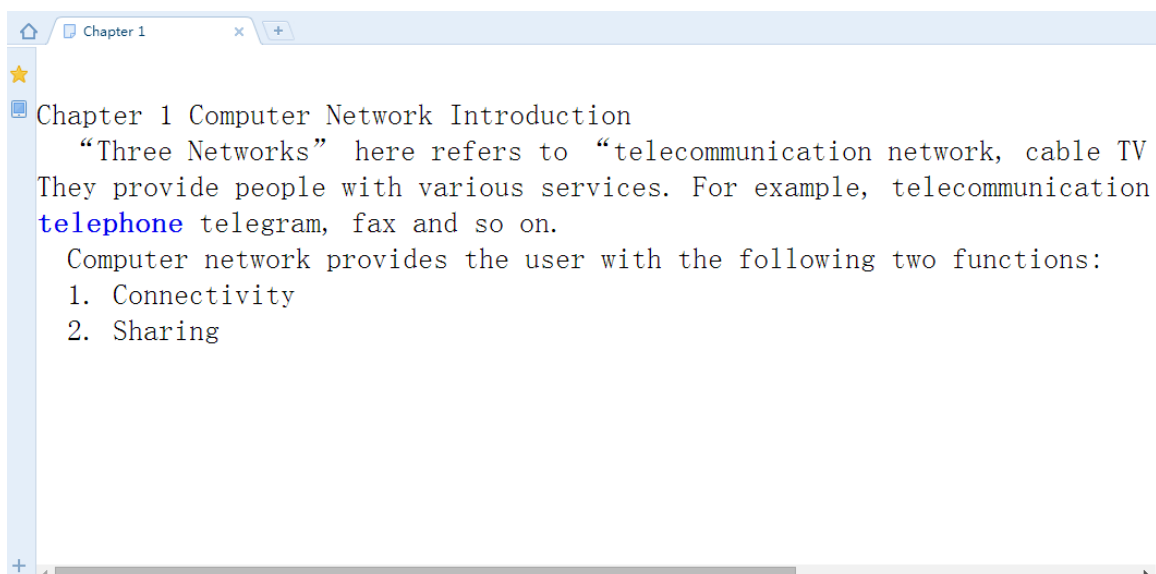 Chapter 1
Chapter 1 Computer Network Introduction
“Three Networks” here refers to “telecommunication network, cable TV
They provide people with various services. For example, telecommunication
telephone telegram, fax and so on.
Computer network provides the user with the following two functions:
1. Connectivity
2. Sharing